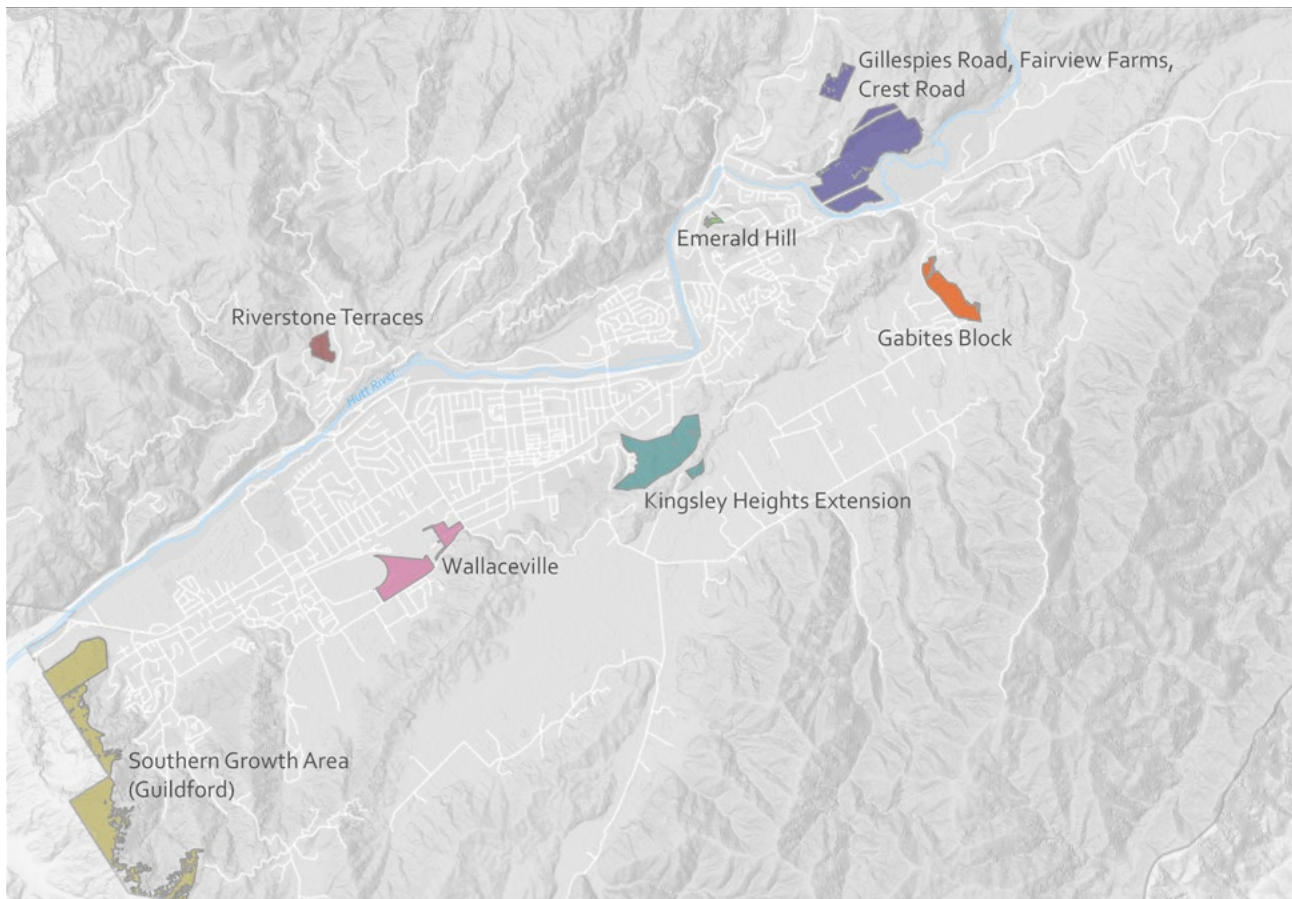 Gillespies Road, Fairview Farms,
Crest Road
Emerald Hill
Riverstone Terraces
Gabites Block
Hutt River
Kingsley Heights Extension
Wallaceville
Southern Growth Area
(Guildford)